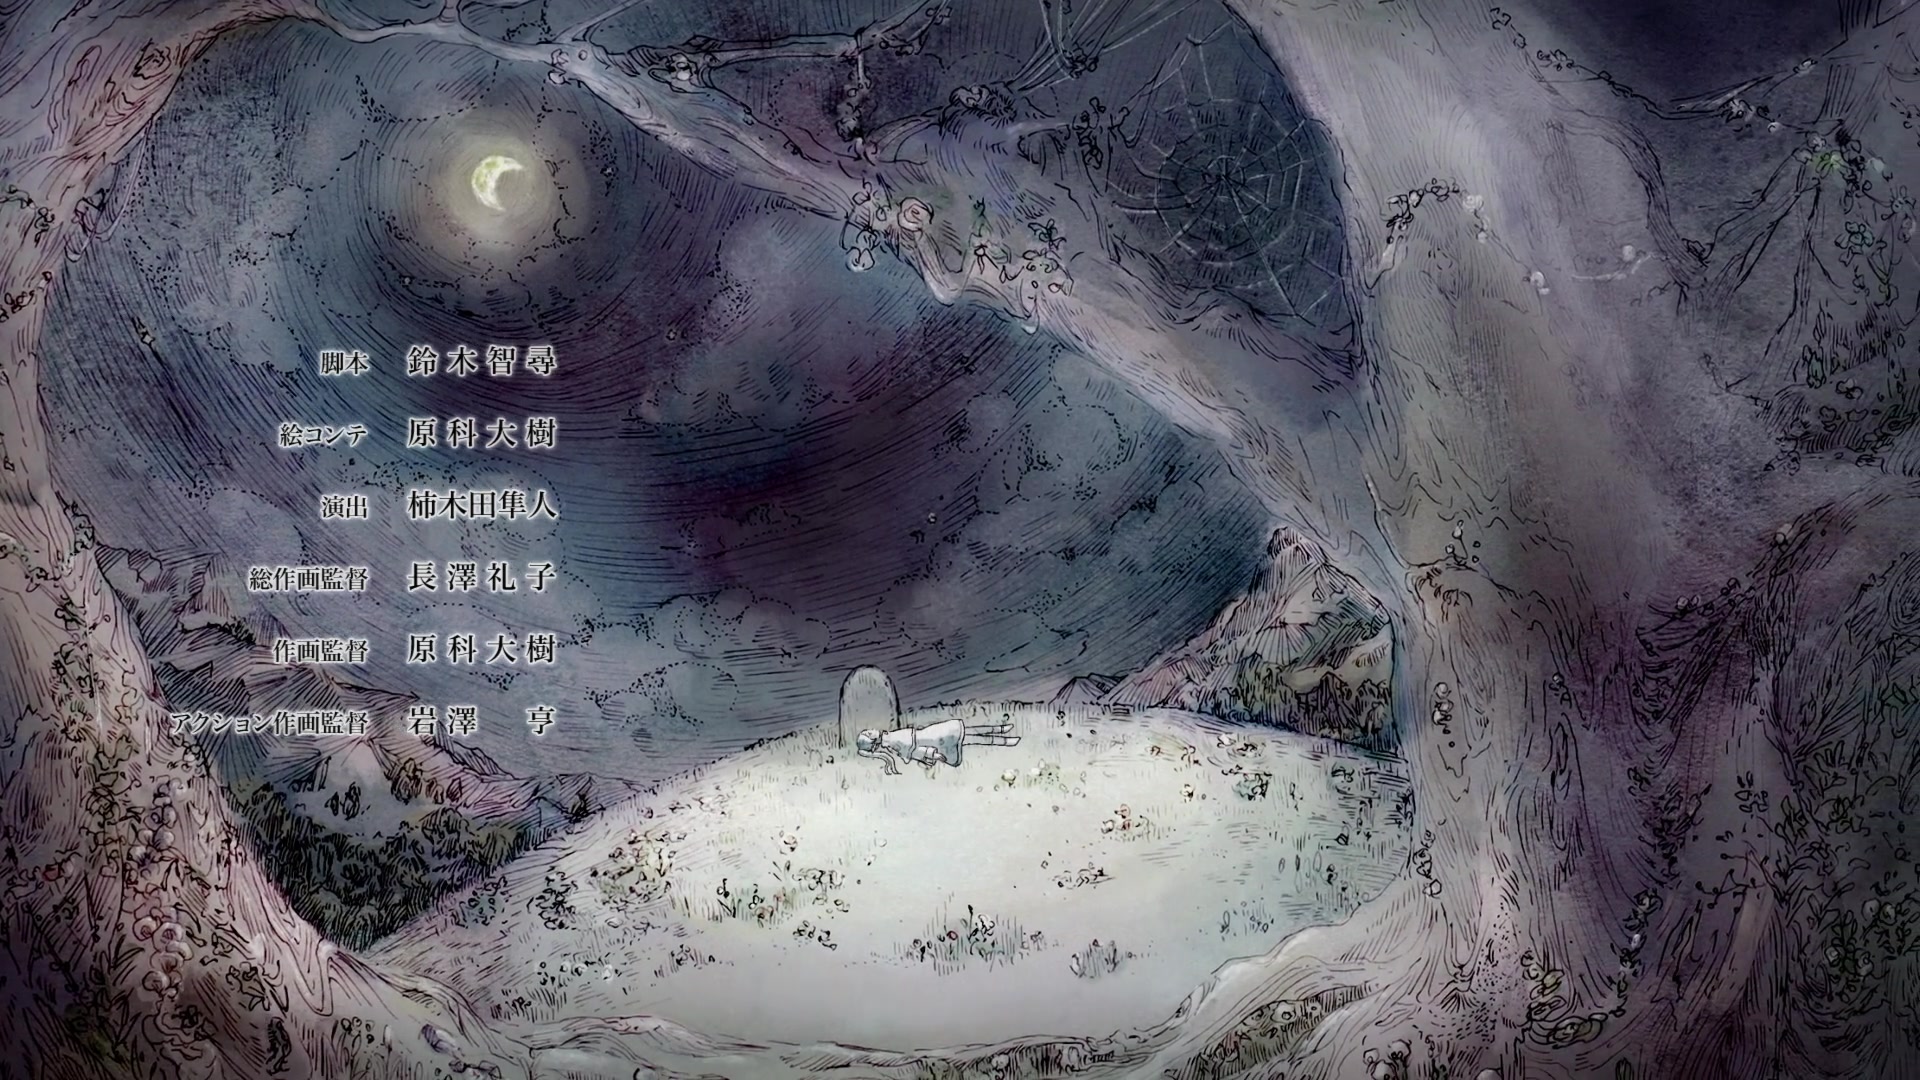 脚本 鈴木智尋
絵コンテ 原科大樹
演出 柿木田隼人
総作画監督 長澤礼子
作画監督 原科大樹
アクション作画監督 岩澤 亨